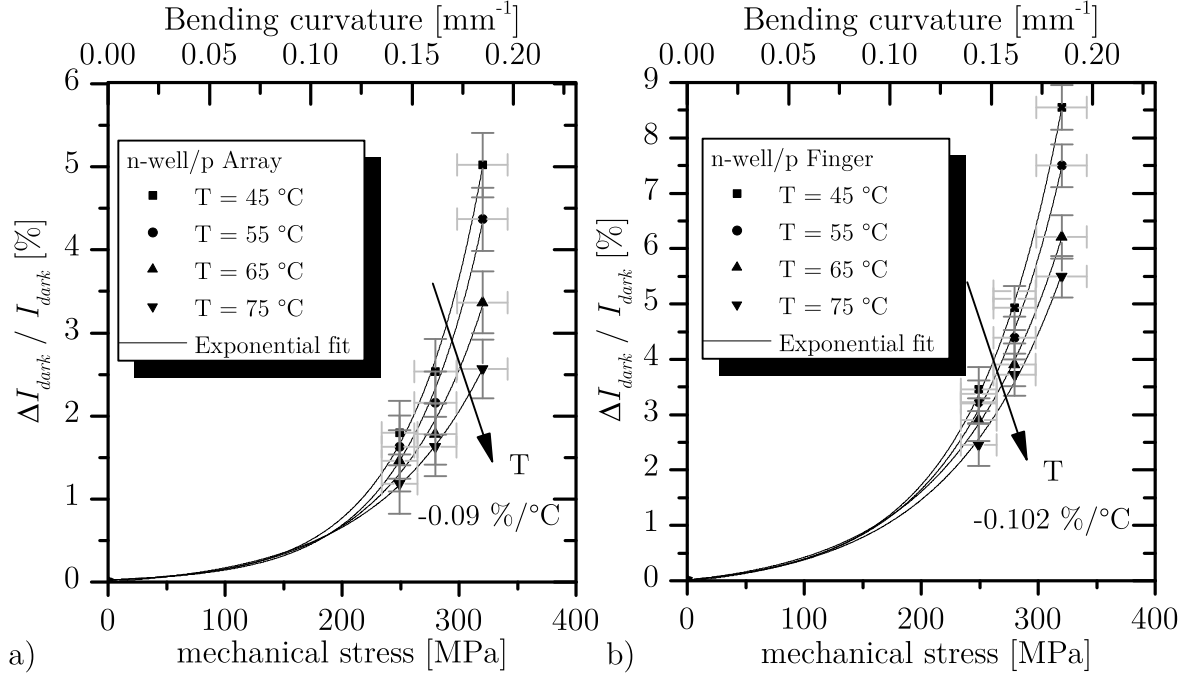 Bending curvature [mm-1]
0.00 0.05 0.10 0.15 0.20
6
5
4
3
2
1
0
ΔIdark / Idark [%]
n-well/p Array
T = 45 °C
T = 55 °C
T = 65 °C
T = 75 °C
Exponential fit
T
-0.09 %/°C
0 100 200 300 400
mechanical stress [MPa]
a)
Bending curvature [mm-1]
0.00 0.05 0.10 0.15 0.20
9
8
7
6
5
4
3
2
1
0
ΔIdark / Idark [%]
n-well/p Finger
T = 45 °C
T = 55 °C
T = 65 °C
T = 75 °C
Exponential fit
T
-0.102 %/°C
0 100 200 300 400
mechanical stress [MPa]
b)